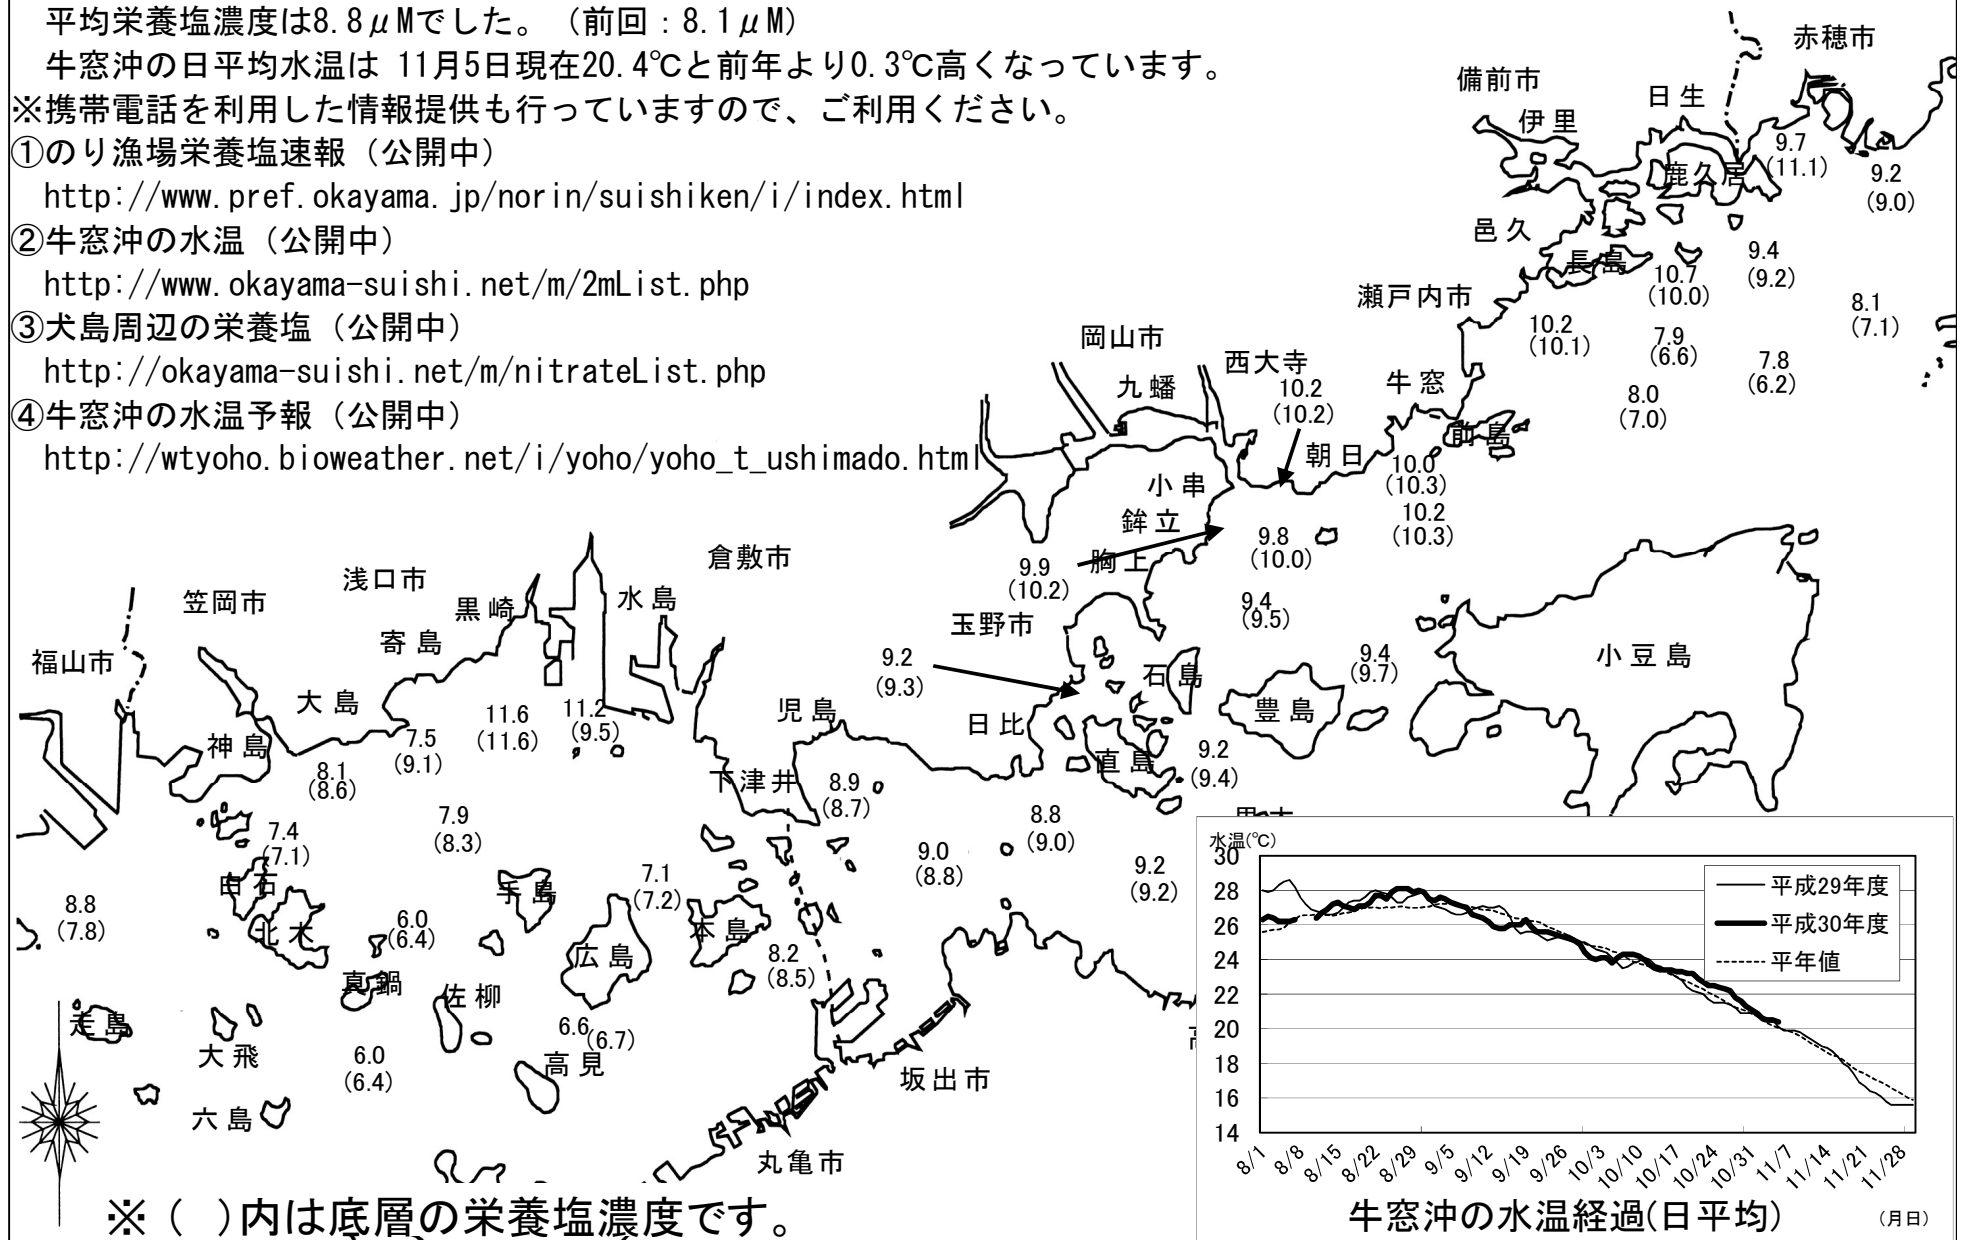 平均栄養塩濃度は8.8μMでした。（前回：8.1μM）
牛窓沖の日平均水温は 11月5日現在20.4℃と前年より0.3℃高くなっています。
※携帯電話を利用した情報提供も行っていますので、ご利用ください。
①のり漁場栄養塩速報（公開中）
http://www.pref.okayama.jp/norin/suishiken/i/index.html
②牛窓沖の水温（公開中）
http://www.okayama-suishi.net/m/2mList.php
③犬島周辺の栄養塩（公開中）
http://okayama-suishi.net/m/nitrateList.php
④牛窓沖の水温予報（公開中）
http://wtyoho.bioweather.net/i/yoho/yoho_t_ushimado.html
赤穂市
備前市
日生
伊里
9.7
(11.1)
鹿久居
9.2
(9.0)
邑久
長島
9.4
(9.2)
10.7
(10.0)
瀬戸内市
8.1
(7.1)
10.2
(10.1)
7.9
(6.6)
7.8
(6.2)
8.0
(7.0)
岡山市
西大寺
九蟠
10.2
(10.2)
牛窓
前島
朝日
10.0
(10.3)
小串
鉾立
10.2
(10.3)
9.8
(10.0)
胸上
9.9
(10.2)
9.4
(9.5)
倉敷市
浅口市
笠岡市
黒崎
水島
玉野市
寄島
福山市
9.2
(9.3)
9.4
(9.7)
小豆島
石島
大島
豊島
児島
日比
11.6
(11.6)
11.2
(9.5)
神島
7.5
(9.1)
直島
9.2
(9.4)
8.1
(8.6)
下津井
8.9
(8.7)
7.9
(8.3)
8.8
(9.0)
7.4
(7.1)
白石
9.0
(8.8)
9.2
(9.2)
手島
7.1
(7.2)
8.8
(7.8)
北木
6.0
(6.4)
本島
広島
8.2
(8.5)
真鍋
佐柳
走島
6.6
(6.7)
大飛
6.0
(6.4)
高見
坂出市
六島
丸亀市
※（ ）内は底層の栄養塩濃度です。
水温(℃)
30
28
26
24
22
20
18
16
14
平成29年度
平成30年度
平年値
8/1 8/8 8/15 8/22 8/29 9/5 9/12 9/19 9/26 10/3 10/10 10/17 10/24 10/31 11/7 11/14 11/21 11/28
牛窓沖の水温経過(日平均)
（月日）